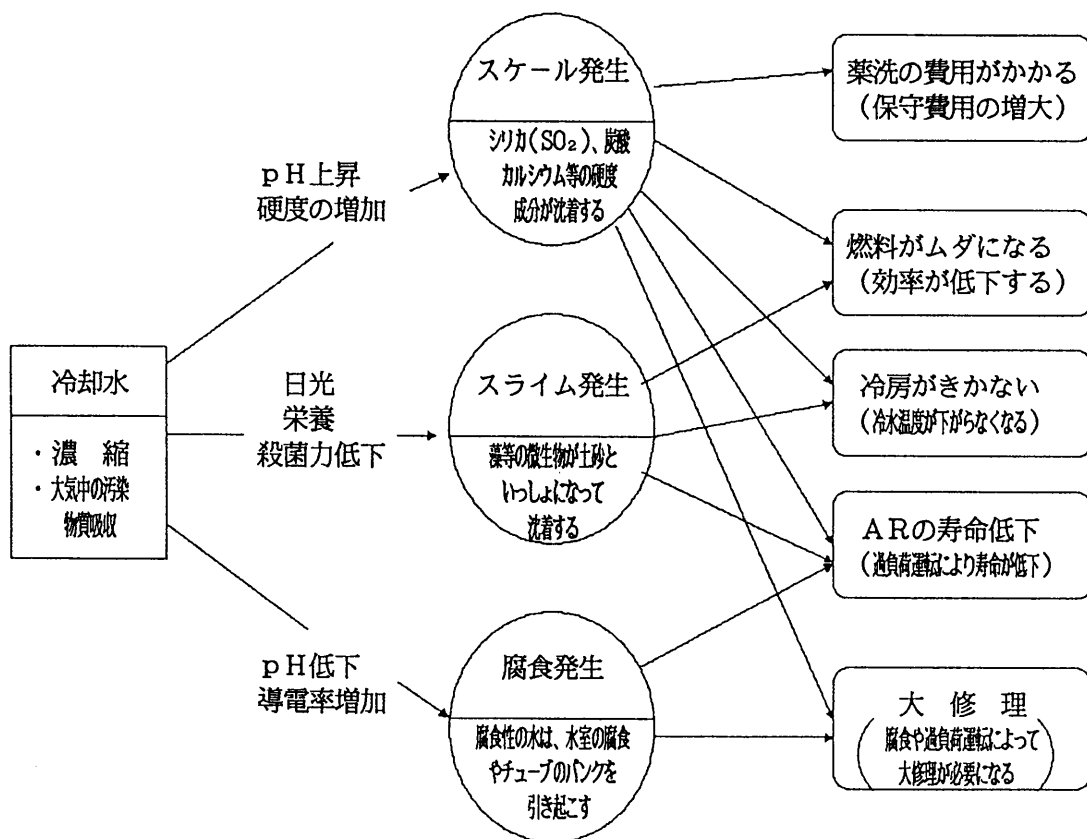 スケール発生
シリカ(SO₂)、炭酸
カルシウム等の硬度
成分が沈着する
薬洗の費用がかかる
(保守費用の増大)
pH上昇
硬度の増加
燃料がムダになる
(効率が低下する)
冷却水
・濃　縮
・大気中の汚染
物質吸収
日光
栄養
殺菌力低下
スライム発生
藻等の微生物が土砂と
いっしょになって
沈着する
冷房がきかない
(冷水温度が下がらなくなる)
ARの寿命低下
(過負荷運転により寿命が低下)
pH低下
導電率増加
腐食発生
腐食性の水は、水室の腐食
やチューブのパンクを
引き起こす
大　修　理
(腐食や過負荷運転によって
大修理が必要になる)